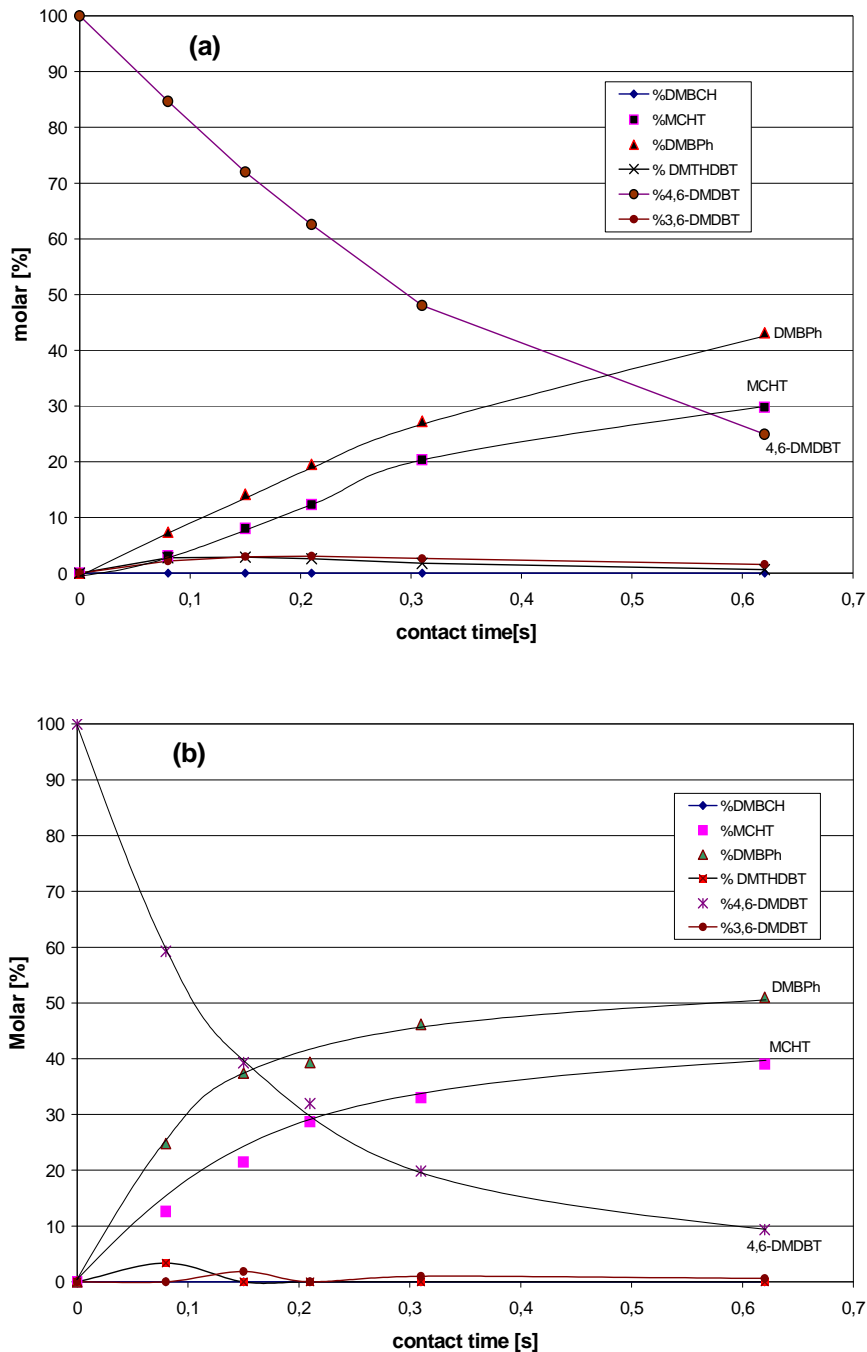 (a)
100
90
80
70
60
50
40
30
20
10
0
molar [%]
%DMBCH
%MCHT
%DMBPh
% DMTHDBT
%4,6-DMDBT
%3,6-DMDBT
DMBPh
MCHT
4,6-DMDBT
0 0,1 0,2 0,3 0,4 0,5 0,6 0,7
contact time[s]
(b)
100
90
80
70
60
50
40
30
20
10
0
Molar [%]
%DMBCH
%MCHT
%DMBPh
% DMTHDBT
%4,6-DMDBT
%3,6-DMDBT
DMBPh
MCHT
4,6-DMDBT
0 0,1 0,2 0,3 0,4 0,5 0,6 0,7
contact time [s]